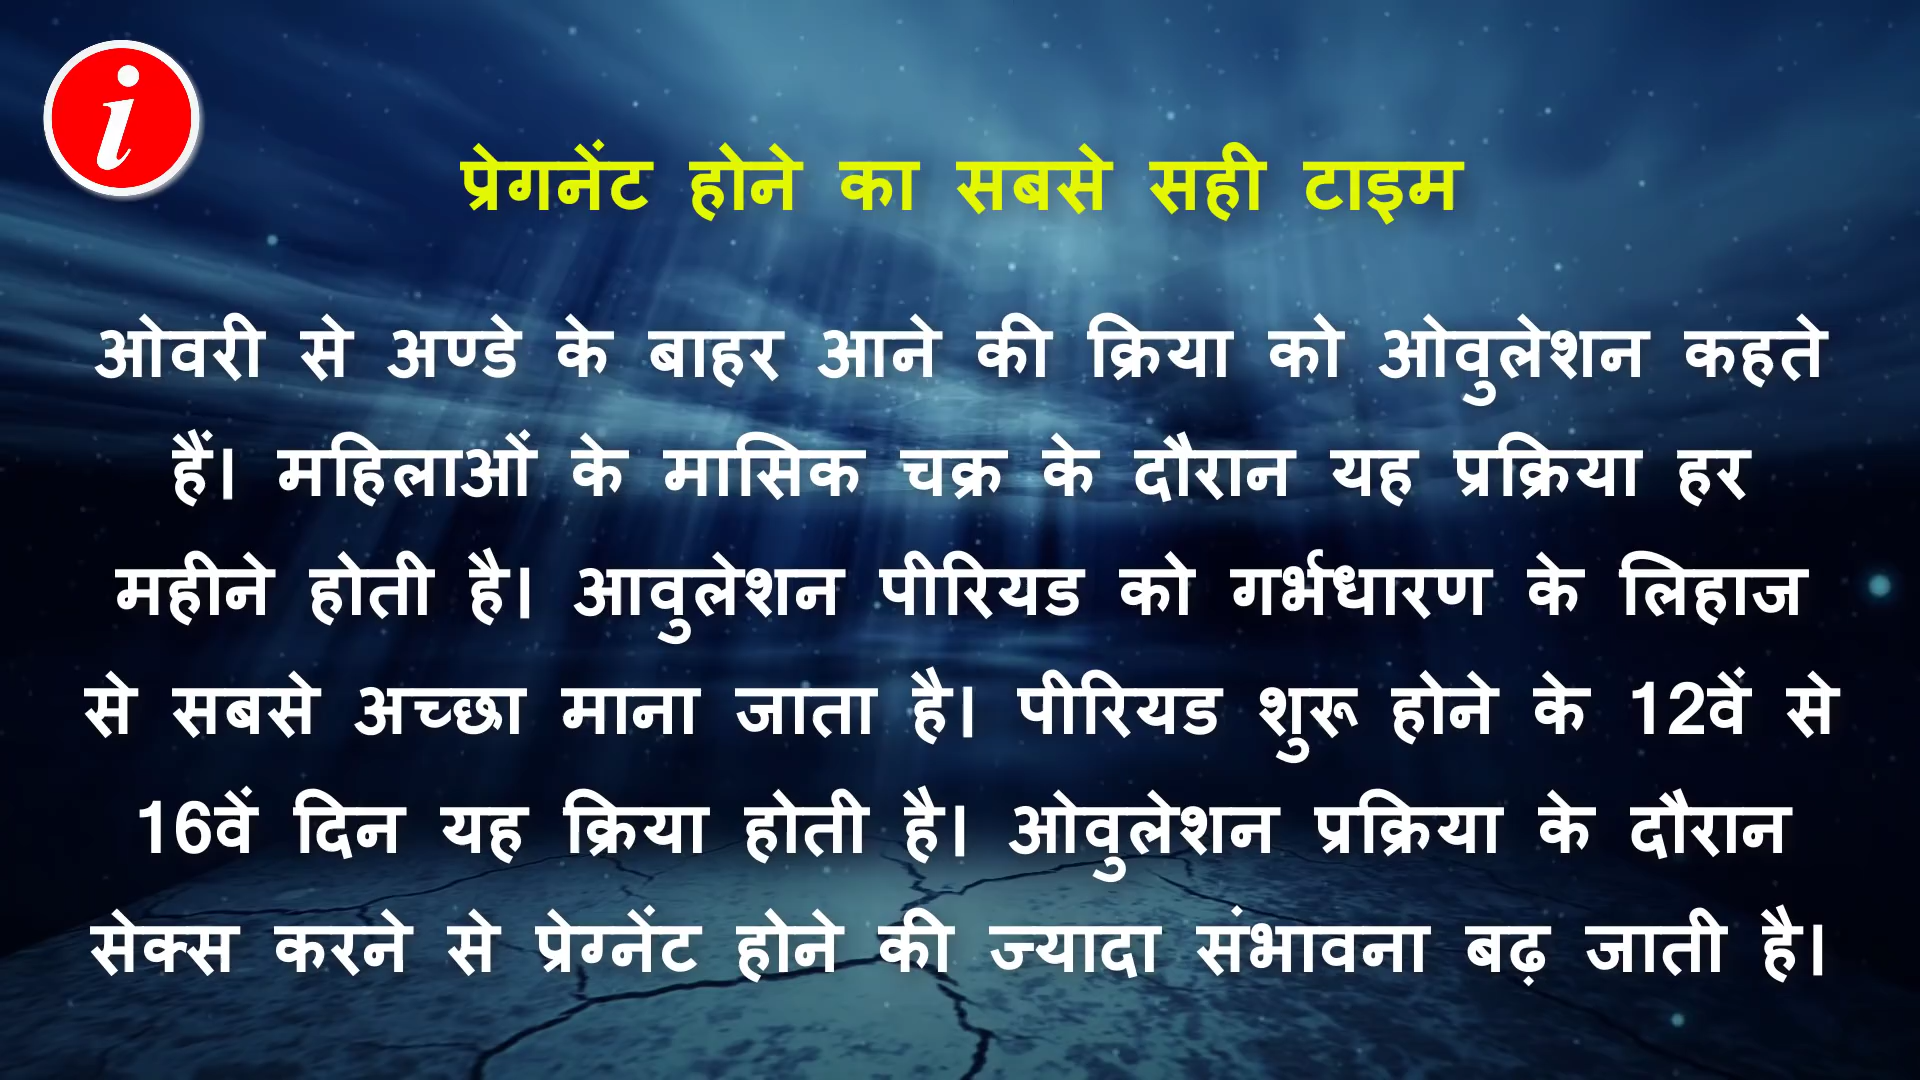 i
प्रेगनेंट होने का सबसे सही टाइम
ओवरी से अण्डे के बाहर आने की क्रिया को ओवुलेशन कहते
हैं। महिलाओं के मासिक चक्र के दौरान यह प्रक्रिया हर
महीने होती है। आवुलेशन पीरियड को गर्भधारण के लिहाज
से सबसे अच्छा माना जाता है। पीरियड शुरू होने के 12वें से
16वें दिन यह क्रिया होती है। ओवुलेशन प्रक्रिया के दौरान
सेक्स करने से प्रेग्नेंट होने की ज्यादा संभावना बढ़ जाती है।